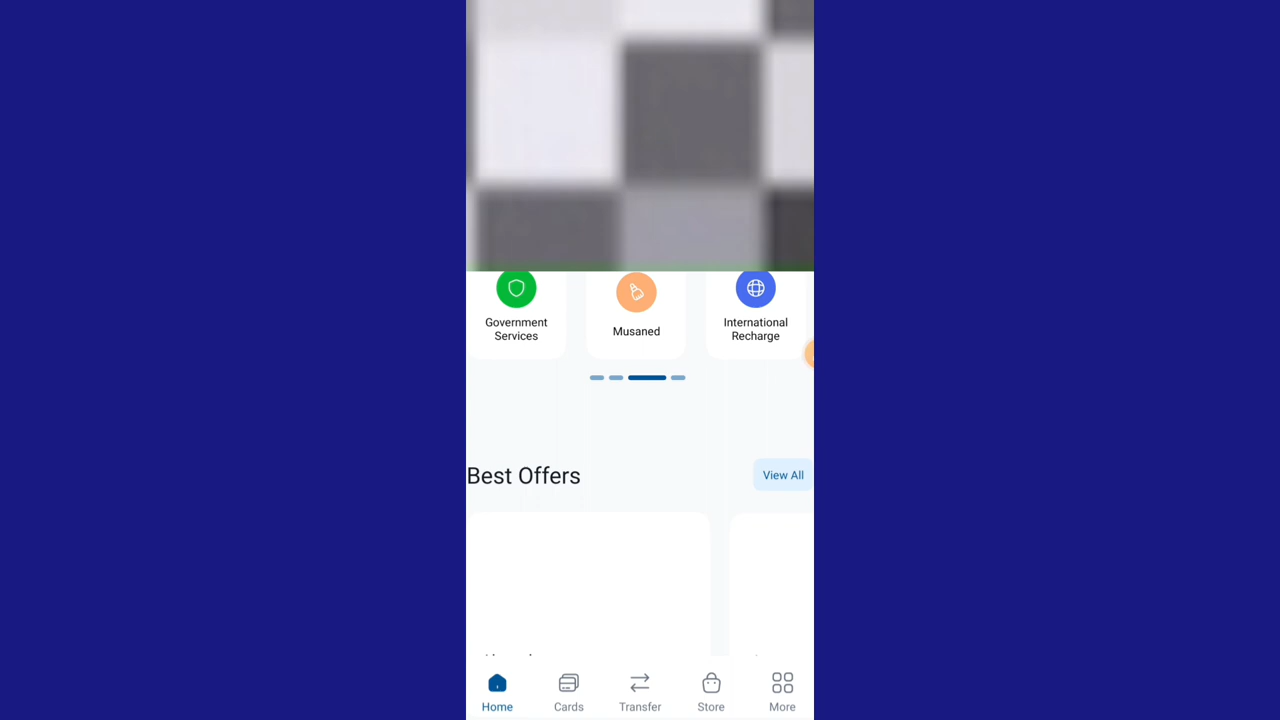 Government
Services
Musaned
International
Recharge
Best Offers
View All
Home
Cards
Transfer
Store
More